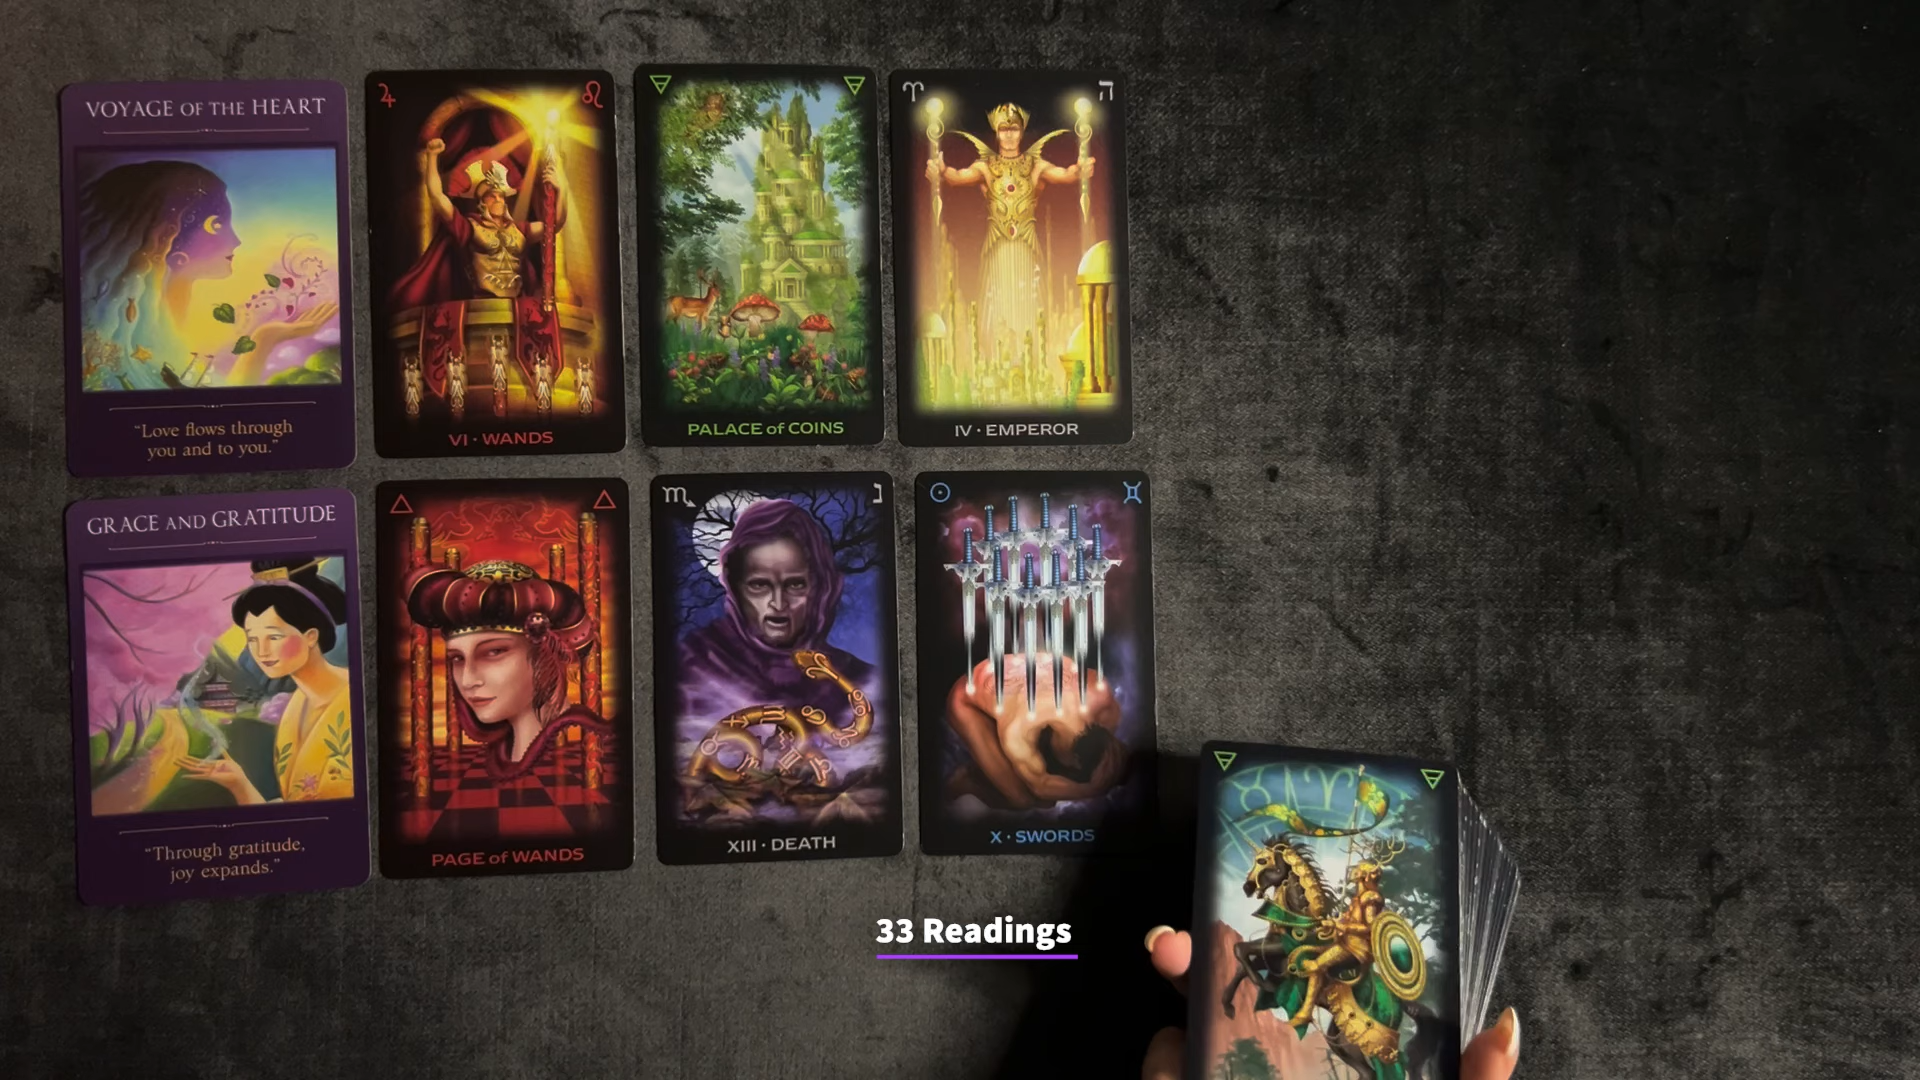 VOYAGE OF THE HEART
"Love flows through
you and to you."
VI · WANDS
PALACE of COINS
ה
IV · EMPEROR
GRACE AND GRATITUDE
"Through gratitude,
joy expands."
PAGE of WANDS
נ
XIII · DEATH
X · SWORDS
33 Readings